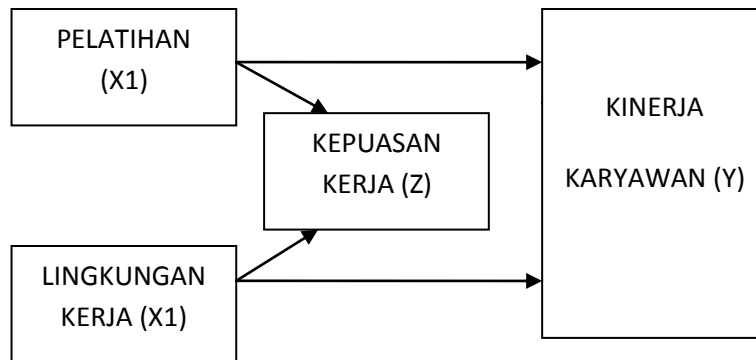 PELATIHAN
(X1)
KEPUASAN
KERJA (Z)
KINERJA
KARYAWAN (Y)
LINGKUNGAN
KERJA (X1)